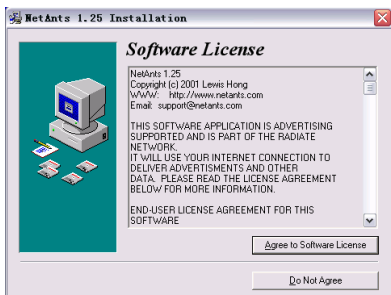 NetAnts 1.25 Installation
Software License
NetAnts 1.25
Copyright (c) 2001 Lewis Hong
WWW: http://www.netants.com
Email: support@netants.com
THIS SOFTWARE APPLICATION IS ADVERTISING
SUPPORTED AND IS PART OF THE RADIATE
NETWORK.
IT WILL USE YOUR INTERNET CONNECTION TO
DELIVER ADVERTISMENTS AND OTHER
DATA. PLEASE READ THE LICENSE AGREEMENT
BELOW FOR MORE INFORMATION.
END-USER LICENSE AGREEMENT FOR THIS
SOFTWARE
Agree to Software License
Do Not Agree